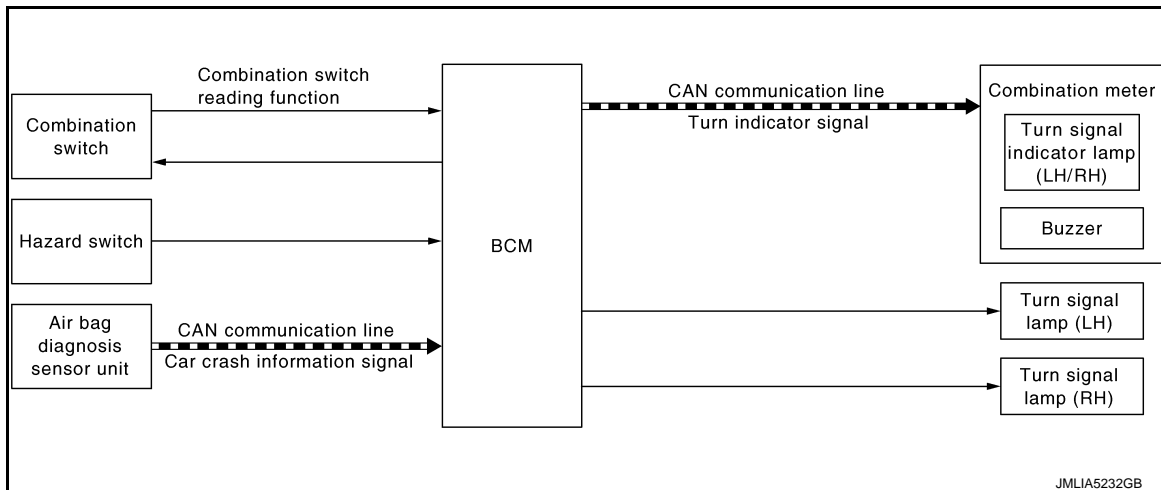 Combination switch
reading function
Combination
switch
Hazard switch
Air bag
diagnosis
sensor unit
CAN communication line
Car crash information signal
BCM
CAN communication line
Turn indicator signal
Combination meter
Turn signal
indicator lamp
(LH/RH)
Buzzer
Turn signal
lamp (LH)
Turn signal
lamp (RH)
JMLIA5232GB